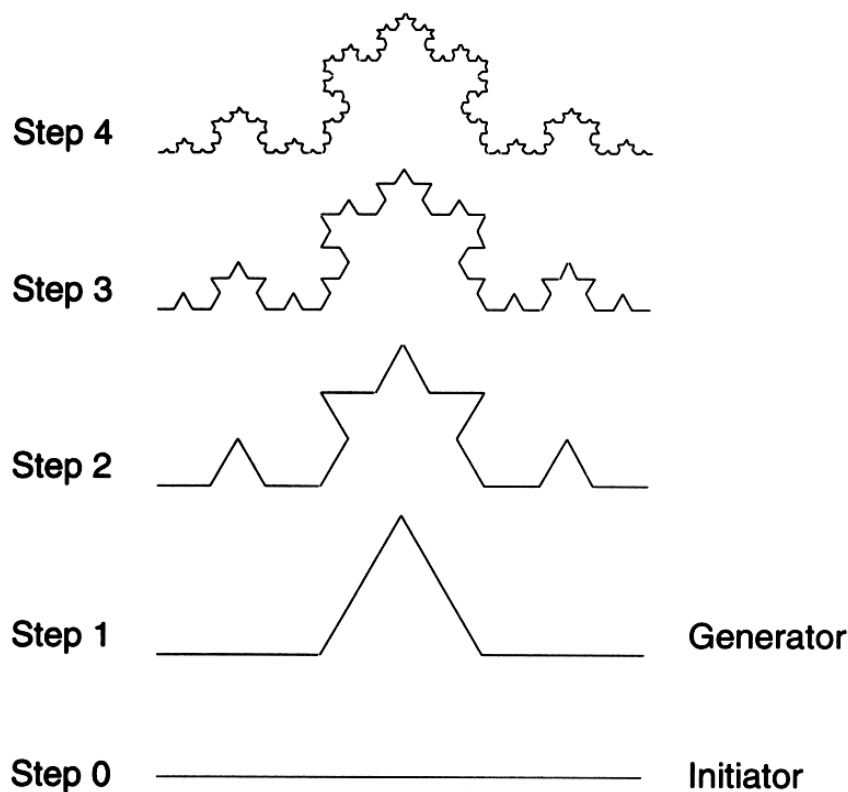 Step 4
Step 3
Step 2
Step 1
Generator
Step 0
Initiator